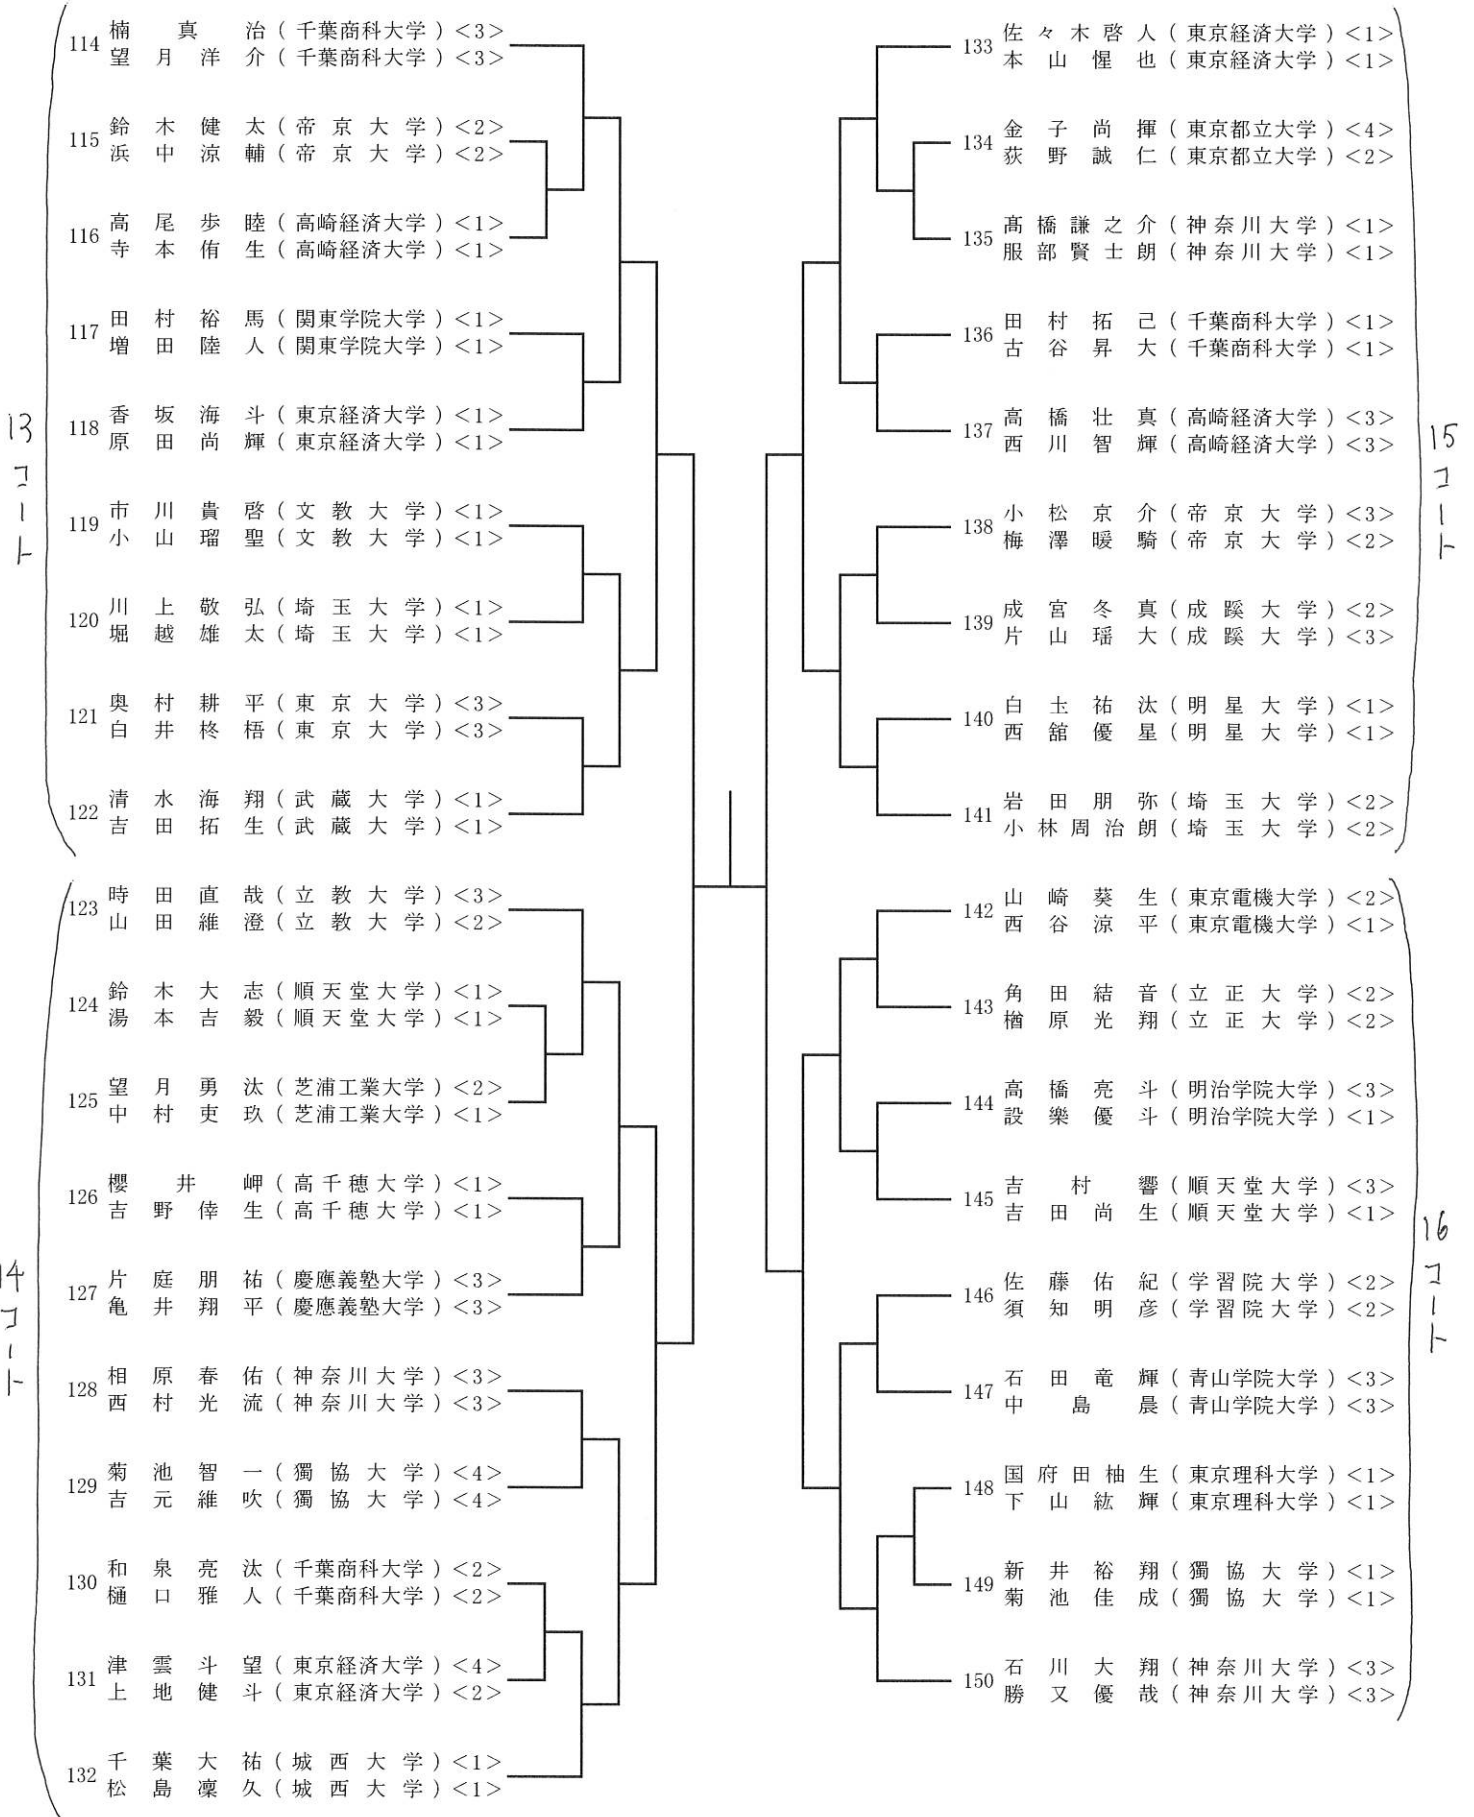 13コート
114 楠真治（千葉商科大学）<3>
望月洋介（千葉商科大学）<3>
115 鈴木健太（帝京大学）<2>
浜中涼輔（帝京大学）<2>
116 高尾歩睦（高崎経済大学）<1>
寺本侑生（高崎経済大学）<1>
117 田村裕馬（関東学院大学）<1>
増田陸人（関東学院大学）<1>
118 香坂海斗（東京経済大学）<1>
原田尚輝（東京経済大学）<1>
119 市川貴啓（文教大学）<1>
小山瑠聖（文教大学）<1>
120 川上敬弘（埼玉大学）<1>
堀越雄太（埼玉大学）<1>
121 奥村耕平（東京大学）<3>
白井柊梧（東京大学）<3>
122 清水海翔（武蔵大学）<1>
吉田拓生（武蔵大学）<1>
14コート
123 時田直哉（立教大学）<3>
山田維澄（立教大学）<2>
124 鈴木大志（順天堂大学）<1>
湯本吉毅（順天堂大学）<1>
125 望月勇汰（芝浦工業大学）<2>
中村吏玖（芝浦工業大学）<1>
126 櫻井岬（高千穂大学）<1>
吉野倖生（高千穂大学）<1>
127 片庭朋祐（慶應義塾大学）<3>
亀井翔平（慶應義塾大学）<3>
128 相原春佑（神奈川大学）<3>
西村光流（神奈川大学）<3>
129 菊池智一（獨協大学）<4>
吉元維吹（獨協大学）<4>
130 和泉亮汰（千葉商科大学）<2>
樋口雅人（千葉商科大学）<2>
131 津雲斗望（東京経済大学）<4>
上地健斗（東京経済大学）<2>
132 千葉大祐（城西大学）<1>
松島凜久（城西大学）<1>
15コート
133 佐々木啓人（東京経済大学）<1>
本山惺也（東京経済大学）<1>
134 金子尚揮（東京都立大学）<4>
荻野誠仁（東京都立大学）<2>
135 髙橋謙之介（神奈川大学）<1>
服部賢士朗（神奈川大学）<1>
136 田村拓己（千葉商科大学）<1>
古谷昇大（千葉商科大学）<1>
137 高橋壮真（高崎経済大学）<3>
西川智輝（高崎経済大学）<3>
138 小松京介（帝京大学）<3>
梅澤暖騎（帝京大学）<2>
139 成宮冬真（成蹊大学）<2>
片山瑶大（成蹊大学）<3>
140 白圡祐汰（明星大学）<1>
西舘優星（明星大学）<1>
141 岩田朋弥（埼玉大学）<2>
小林周治朗（埼玉大学）<2>
16コート
142 山崎葵生（東京電機大学）<2>
西谷涼平（東京電機大学）<1>
143 角田結音（立正大学）<2>
楢原光翔（立正大学）<2>
144 高橋亮斗（明治学院大学）<3>
設樂優斗（明治学院大学）<1>
145 吉村響（順天堂大学）<3>
吉田尚生（順天堂大学）<1>
146 佐藤佑紀（学習院大学）<2>
須知明彦（学習院大学）<2>
147 石田竜輝（青山学院大学）<3>
中島晨（青山学院大学）<3>
148 国府田柚生（東京理科大学）<1>
下山紘輝（東京理科大学）<1>
149 新井裕翔（獨協大学）<1>
菊池佳成（獨協大学）<1>
150 石川大翔（神奈川大学）<3>
勝又優哉（神奈川大学）<3>